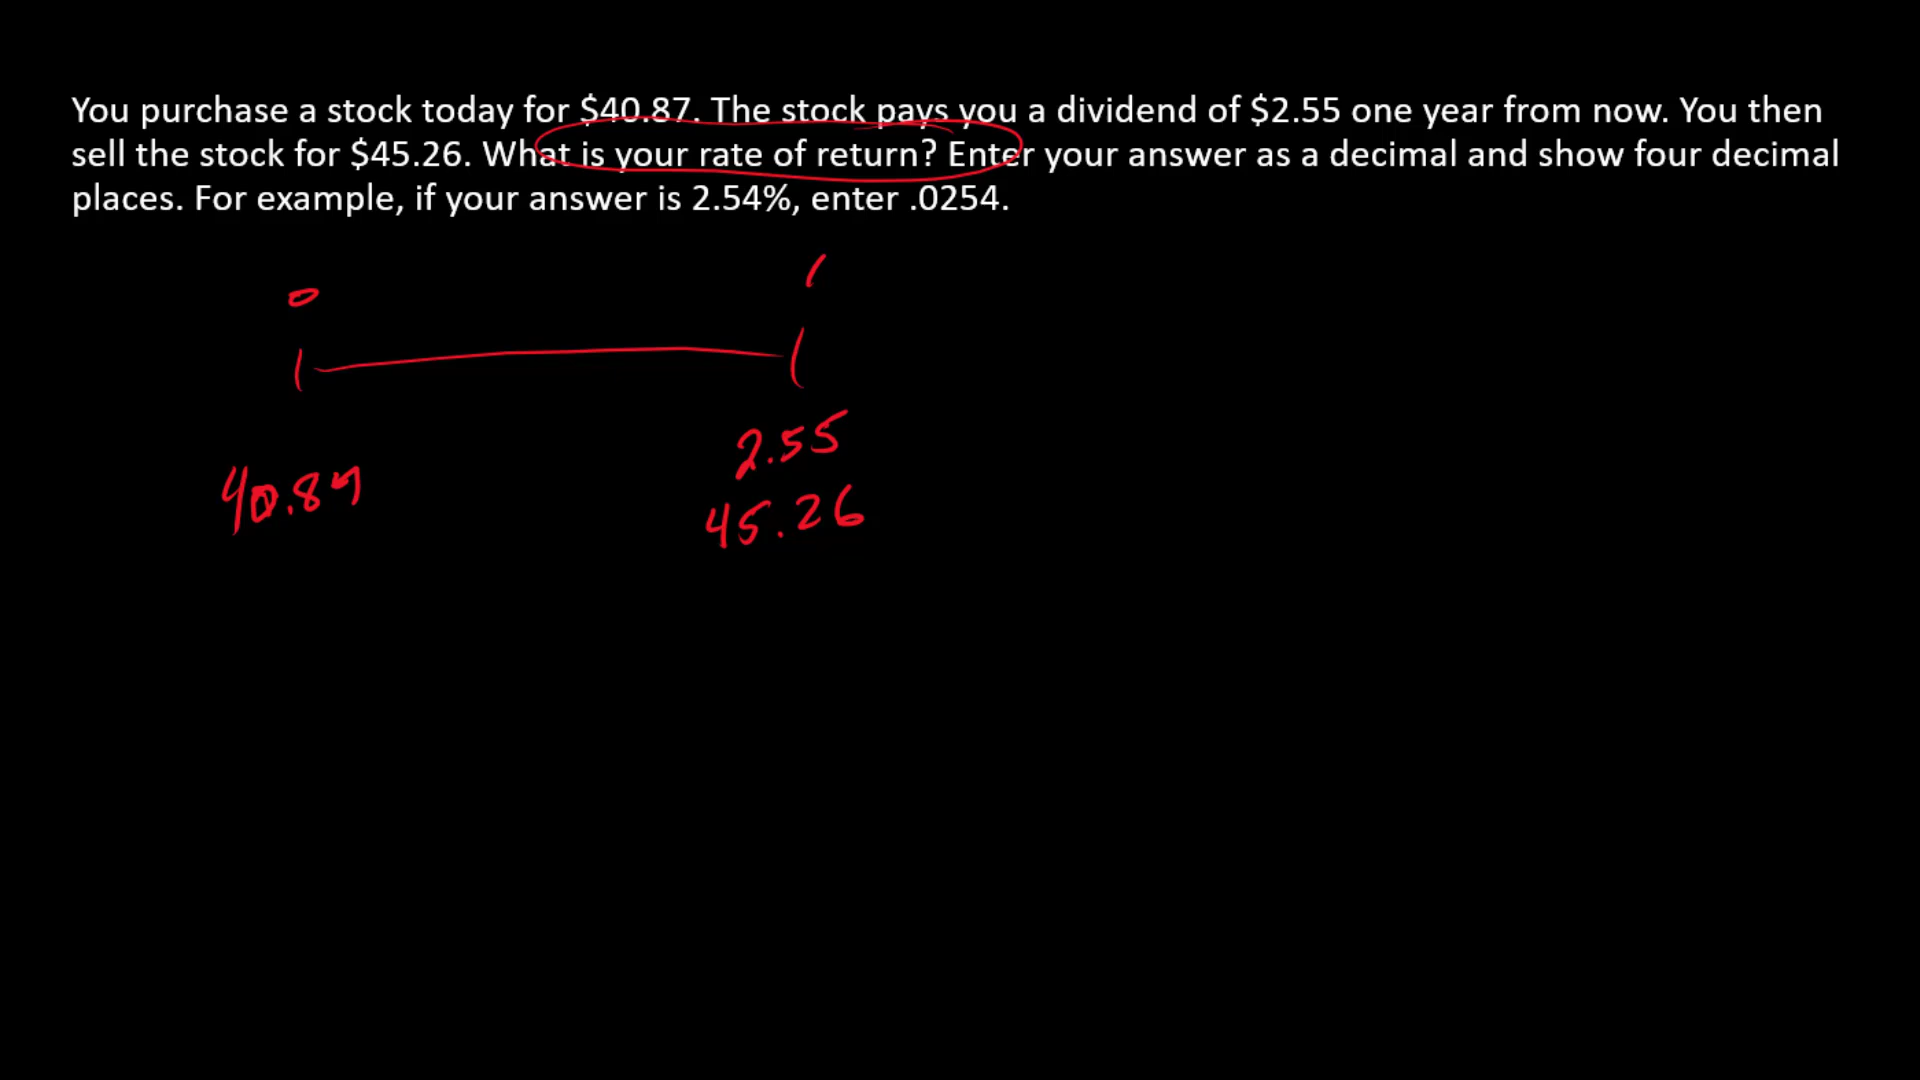 You purchase a stock today for $40.87. The stock pays you a dividend of $2.55 one year from now. You then
sell the stock for $45.26. What is your rate of return? Enter your answer as a decimal and show four decimal
places. For example, if your answer is 2.54%, enter .0254.
0 1
2.55
40.87 45.26